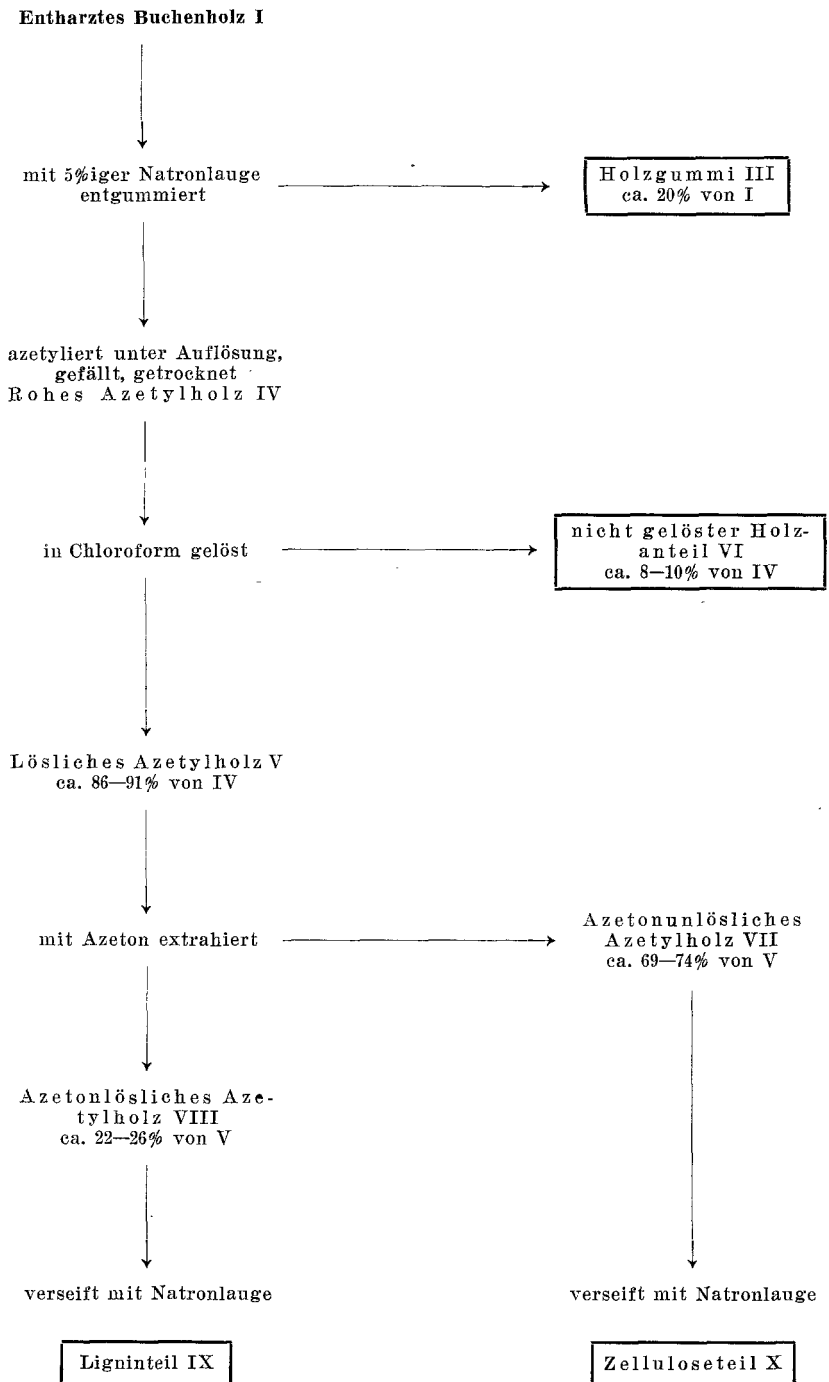 Entharztes Buchenholz I
mit 5%iger Natronlauge
entgummiert
Holzgummi III
ca. 20% von I
azetyliert unter Auflösung,
gefällt, getrocknet
Rohes Azetylholz IV
in Chloroform gelöst
nicht gelöster Holz-
anteil VI
ca. 8—10% von IV
Lösliches Azetylholz V
ca. 86—91% von IV
mit Azeton extrahiert
Azetonunlösliches
Azetylholz VII
ca. 69—74% von V
Azetonlösliches Aze-
tylholz VIII
ca. 22—26% von V
verseift mit Natronlauge
verseift mit Natronlauge
Ligninteil IX
Zelluloseteil X